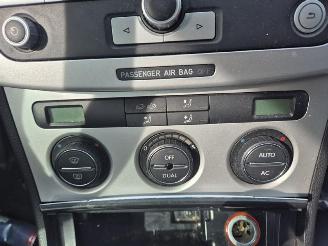 PASSENGER AIR BAG OFF
OFF
DUAL
AUTO
AC